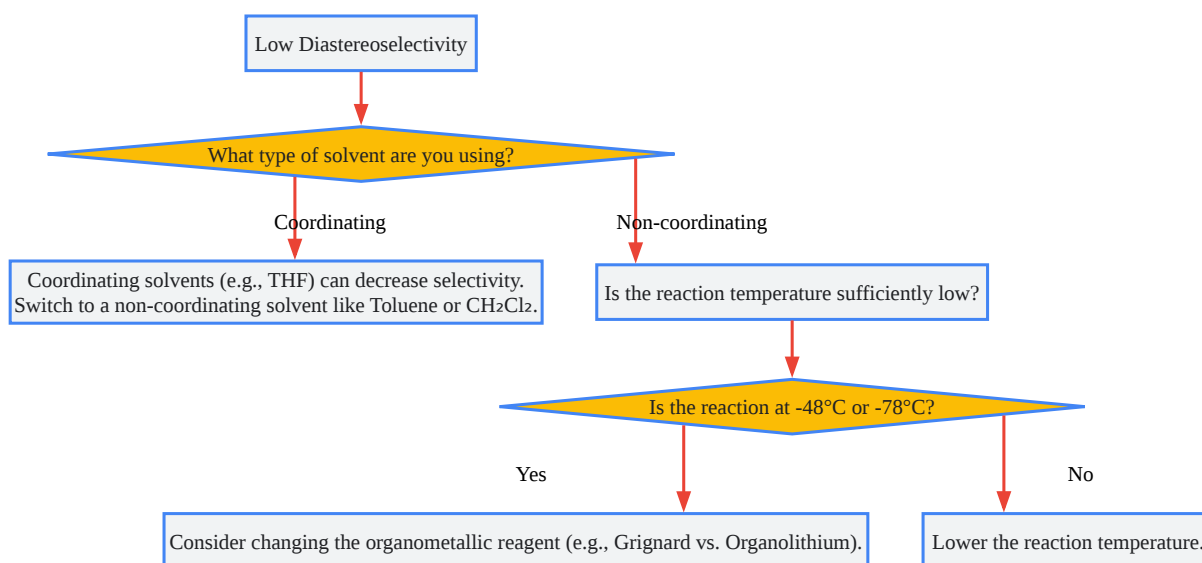 Low Diastereoselectivity
What type of solvent are you using?
Coordinating
Non-coordinating
Coordinating solvents (e.g., THF) can decrease selectivity.
Switch to a non-coordinating solvent like Toluene or CH₂Cl₂.
Is the reaction temperature sufficiently low?
Is the reaction at -48°C or -78°C?
Yes
No
Consider changing the organometallic reagent (e.g., Grignard vs. Organolithium).
Lower the reaction temperature.